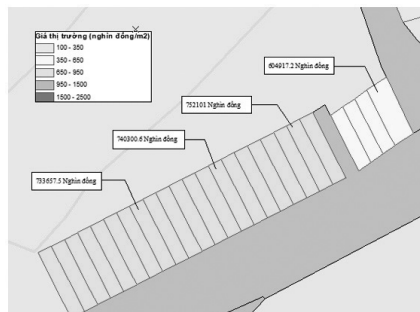 Giá thị trường (nghìn đồng/m2)
100 - 350
350 - 650
650 - 950
950 - 1500
1500 - 2500
604917.2 Nghìn đồng
752101 Nghìn đồng
740300.6 Nghìn đồng
733657.5 Nghìn đồng